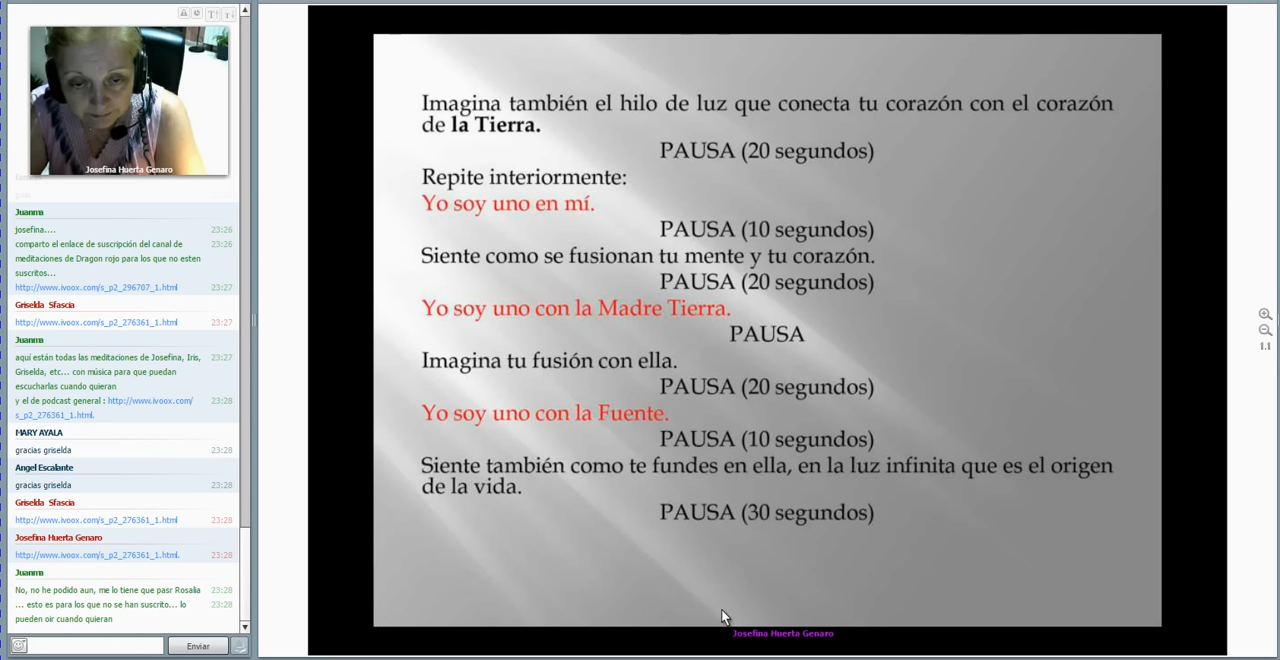 Josefina Huerta Genaro
Juanma
josefina.... 23:26
comparto el enlace de suscripción del canal de 23:26
meditaciones de Dragon rojo para los que no esten
suscritos...
http://www.ivoox.com/s_p2_296707_1.html 23:27
Griselda Sfascia
http://www.ivoox.com/s_p2_276361_1.html 23:27
Juanma
aquí están todas las meditaciones de Josefina, Iris, 23:27
Griselda, etc... con música para que puedan
escucharlas cuando quieran
y el de podcast general : http://www.ivoox.com/ 23:28
s_p2_276361_1.html.
MARY AYALA
gracias griselda 23:28
Angel Escalante
gracias griselda 23:28
Griselda Sfascia
http://www.ivoox.com/s_p2_276361_1.html 23:28
Josefina Huerta Genaro
http://www.ivoox.com/s_p2_276361_1.html. 23:28
Juanma
No, no he podido aun, me lo tiene que pasr Rosalia 23:28
... esto es para los que no se han suscrito... lo 23:28
pueden oir cuando quieran
Enviar
Imagina también el hilo de luz que conecta tu corazón con el corazón
de la Tierra.
PAUSA (20 segundos)
Repite interiormente:
Yo soy uno en mí.
PAUSA (10 segundos)
Siente como se fusionan tu mente y tu corazón.
PAUSA (20 segundos)
Yo soy uno con la Madre Tierra.
PAUSA
Imagina tu fusión con ella.
PAUSA (20 segundos)
Yo soy uno con la Fuente.
PAUSA (10 segundos)
Siente también como te fundes en ella, en la luz infinita que es el origen
de la vida.
PAUSA (30 segundos)
Josefina Huerta Genaro
1.1